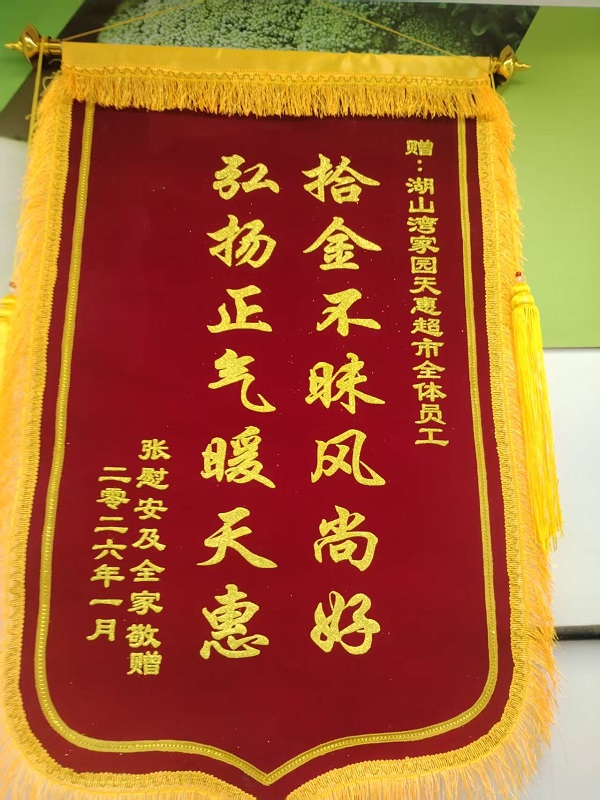 赠：湖山湾家园天惠超市全体员工
拾金不昧风尚好
弘扬正气暖天惠
张慰安及全家敬赠
二零二六年一月